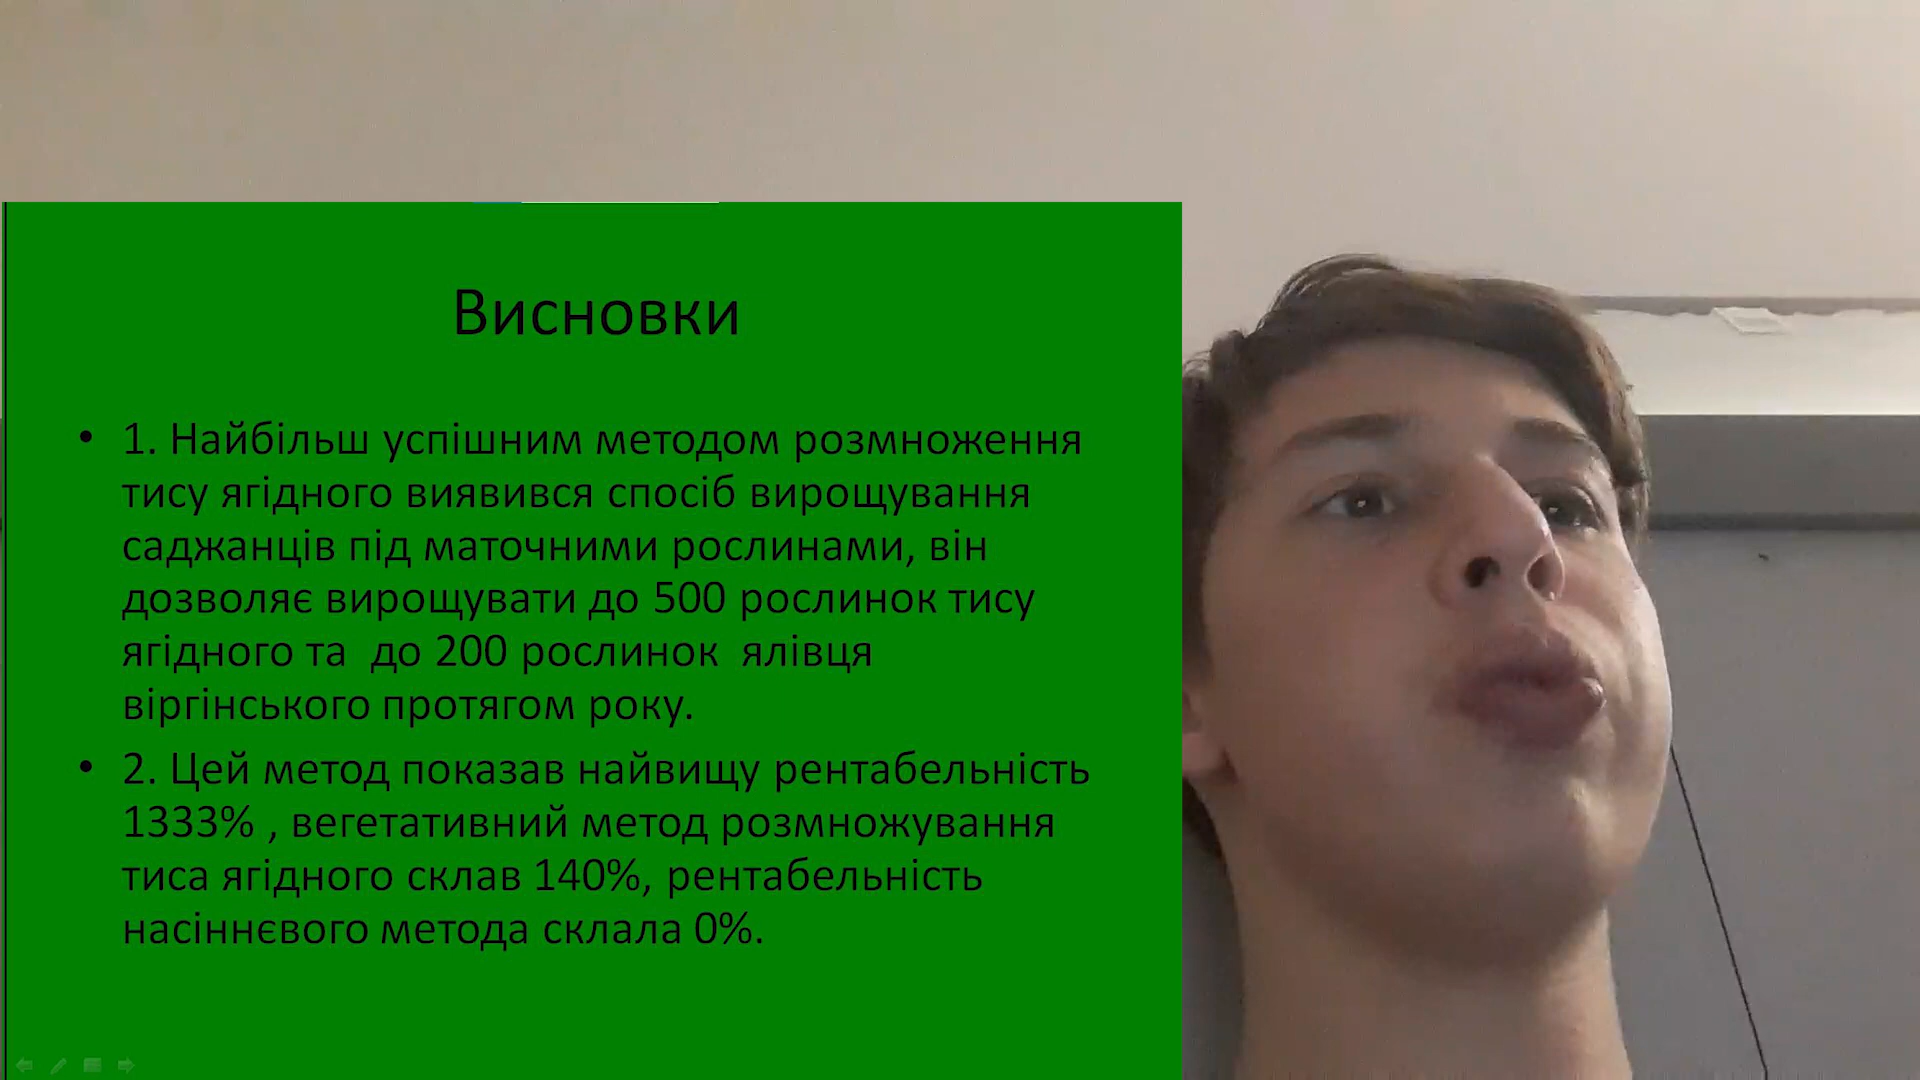 Висновки
• 1. Найбільш успішним методом розмноження
тису ягідного виявився спосіб вирощування
саджанців під маточними рослинами, він
дозволяє вирощувати до 500 рослинок тису
ягідного та  до 200 рослинок  ялівця
віргінського протягом року.
• 2. Цей метод показав найвищу рентабельність
1333% , вегетативний метод розмножування
тиса ягідного склав 140%, рентабельність
насіннєвого метода склала 0%.